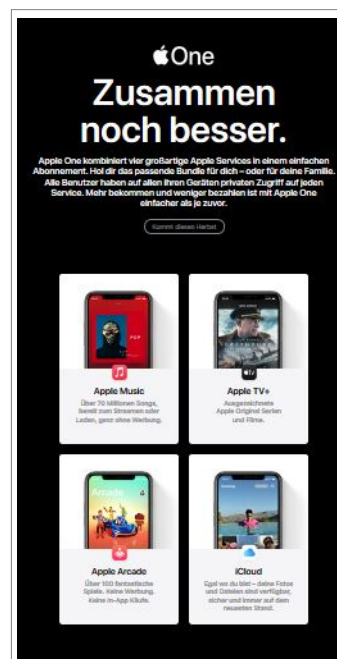 One
Zusammen
noch besser.
Apple One kombiniert vier großartige Apple Services in einem einfachen
Abonnement. Hol dir das passende Bundle für dich – oder für deine Familie.
Alle Benutzer haben auf allen ihren Geräten privaten Zugriff auf jeden
Service. Mehr bekommen und weniger bezahlen ist mit Apple One
einfacher als je zuvor.
Kommt diesen Herbst
POP
Apple Music
Über 70 Millionen Songs,
bereit zum Streamen oder
Laden, ganz ohne Werbung.
Apple TV+
Ausgezeichnete
Apple Original Serien
und Filme.
Arcade
Apple Arcade
Über 100 fantastische
Spiele. Keine Werbung.
Keine In-App Käufe.
iCloud
Egal wo du bist – deine Fotos
und Dateien sind verfügbar,
sicher und immer auf dem
neuesten Stand.